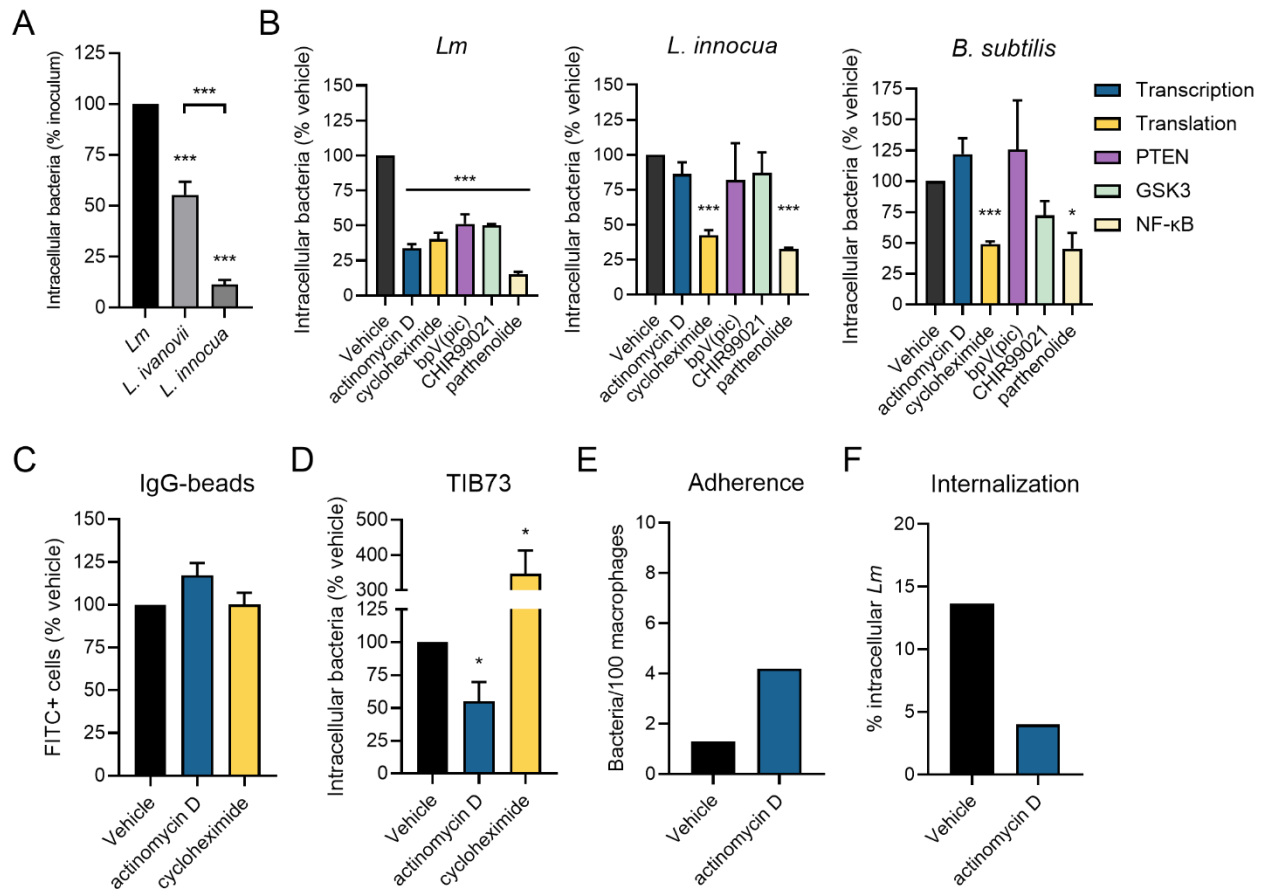 A
Intracellular bacteria (% inoculum)
125
100
75
50
25
0
***
***
***
Lm
L. ivanovii
L. innocua
B
Lm
Intracellular bacteria (% vehicle)
150
125
100
75
50
25
0
***
Vehicle
actinomycin D
cycloheximide
bpV(pic)
CHIR99021
parthenolide
L. innocua
Intracellular bacteria (% vehicle)
150
125
100
75
50
25
0
***
***
Vehicle
actinomycin D
cycloheximide
bpV(pic)
CHIR99021
parthenolide
B. subtilis
Intracellular bacteria (% vehicle)
175
150
125
100
75
50
25
0
***
*
Vehicle
actinomycin D
cycloheximide
bpV(pic)
CHIR99021
parthenolide
Transcription
Translation
PTEN
GSK3
NF-κB
C
IgG-beads
FITC+ cells (% vehicle)
150
125
100
75
50
25
0
Vehicle
actinomycin D
cycloheximide
D
TIB73
Intracellular bacteria (% vehicle)
500
400
300
125
100
75
50
25
0
*
*
Vehicle
actinomycin D
cycloheximide
E
Adherence
Bacteria/100 macrophages
10
8
6
4
2
0
Vehicle
actinomycin D
F
Internalization
% intracellular Lm
20
15
10
5
0
Vehicle
actinomycin D